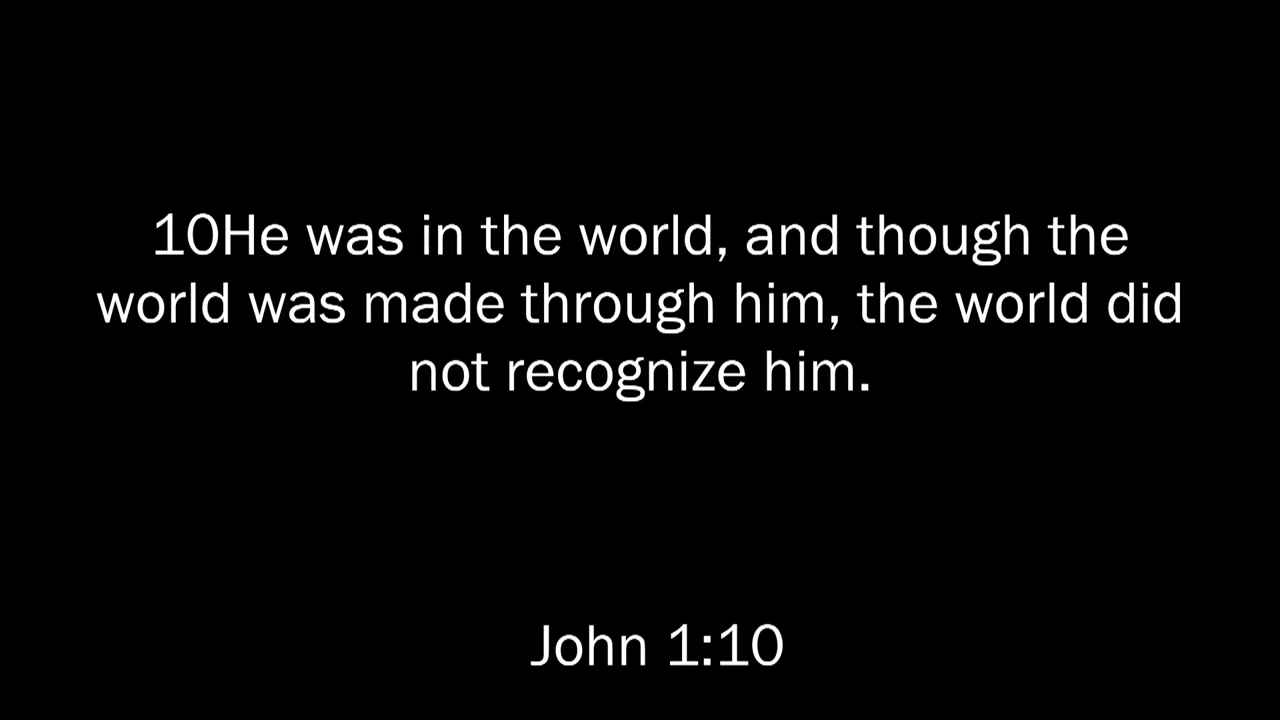 10He was in the world, and though the
world was made through him, the world did
not recognize him.
John 1:10